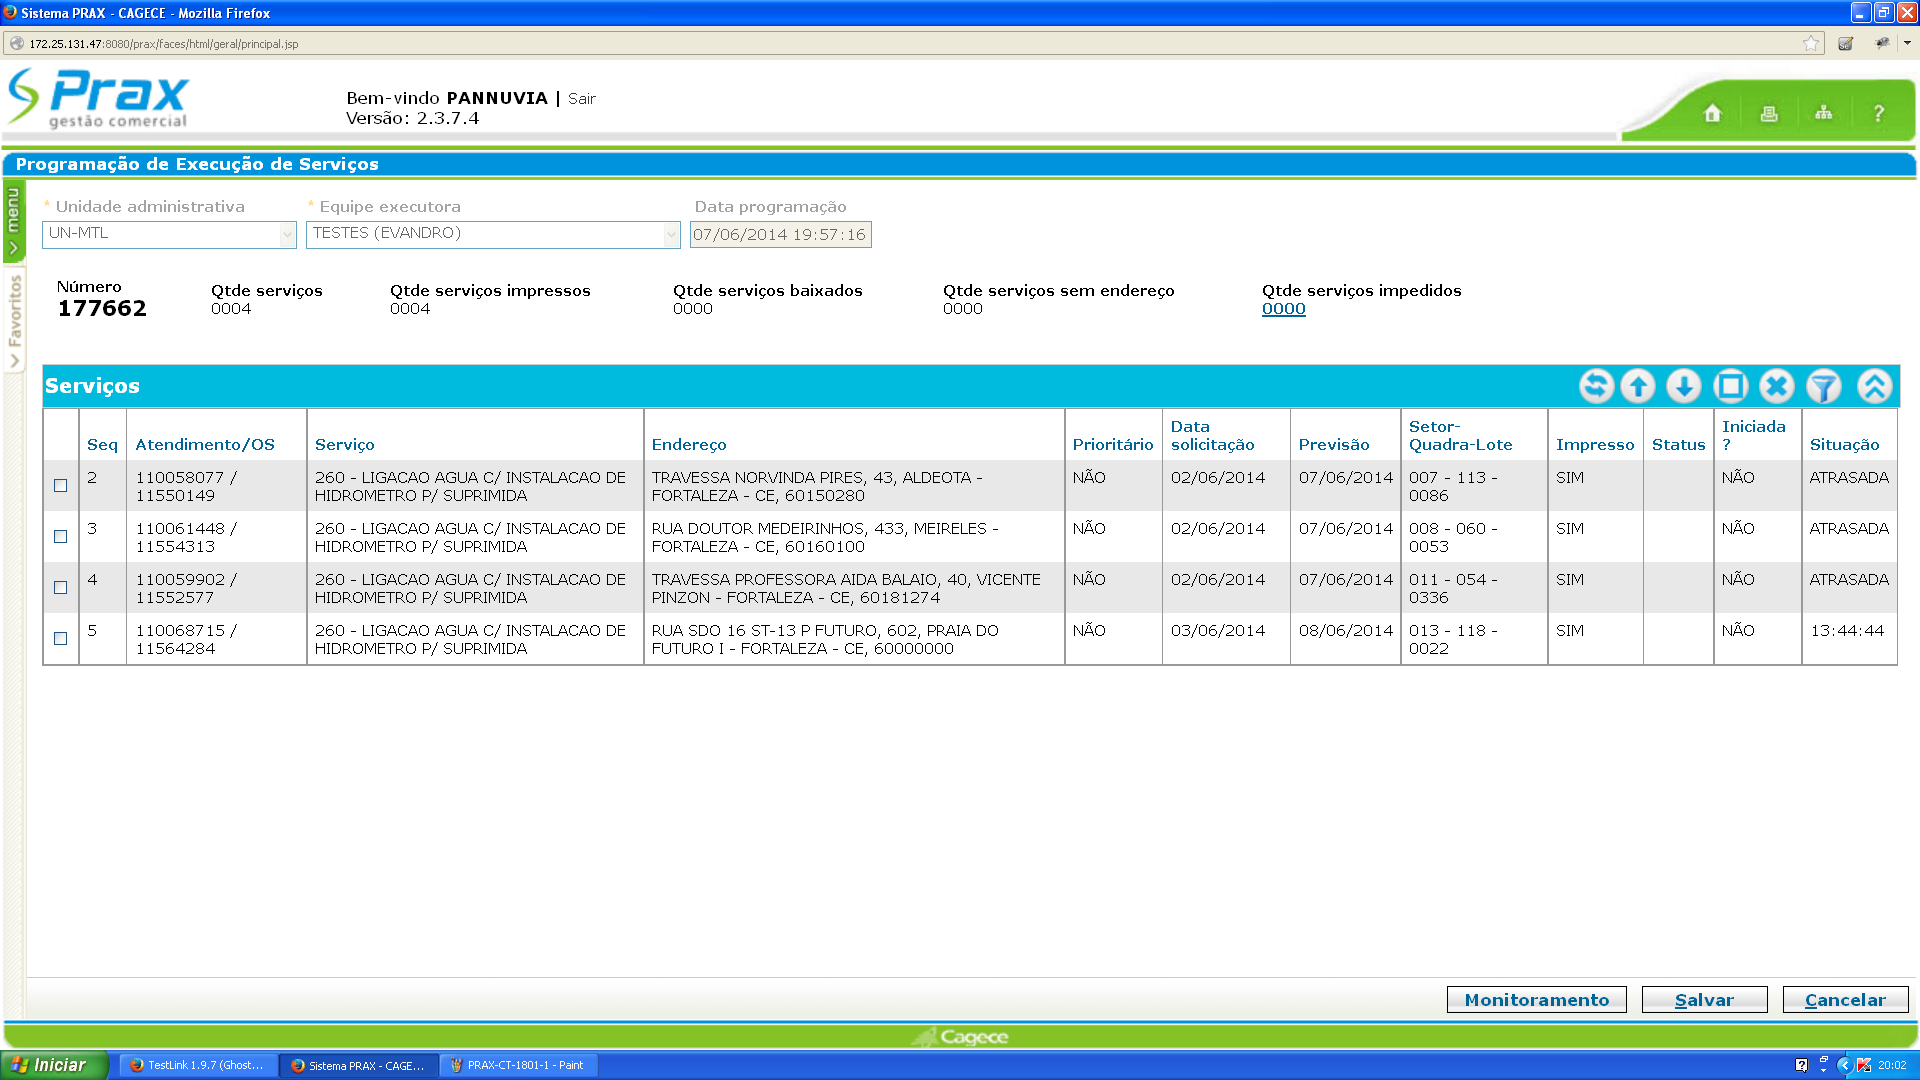 Sistema PRAX - CAGECE - Mozilla Firefox
172.25.131.47:8080/prax/faces/html/geral/principal.jsp
Prax
gestão comercial
Bem-vindo PANNUVIA | Sair
Versão: 2.3.7.4
?
Programação de Execução de Serviços
menu
Favoritos
* Unidade administrativa
* Equipe executora
Data programação
UN-MTL
TESTES (EVANDRO)
07/06/2014 19:57:16
Número
177662
Qtde serviços
0004
Qtde serviços impressos
0004
Qtde serviços baixados
0000
Qtde serviços sem endereço
0000
Qtde serviços impedidos
0000
Serviços
Seq
Atendimento/OS
Serviço
Endereço
Prioritário
Data
solicitação
Previsão
Setor-
Quadra-Lote
Impresso
Status
Iniciada
?
Situação
2
110058077 /
11550149
260 - LIGACAO AGUA C/ INSTALACAO DE
HIDROMETRO P/ SUPRIMIDA
TRAVESSA NORVINDA PIRES, 43, ALDEOTA -
FORTALEZA - CE, 60150280
NÃO
02/06/2014
07/06/2014
007 - 113 -
0086
SIM
NÃO
ATRASADA
3
110061448 /
11554313
260 - LIGACAO AGUA C/ INSTALACAO DE
HIDROMETRO P/ SUPRIMIDA
RUA DOUTOR MEDEIRINHOS, 433, MEIRELES -
FORTALEZA - CE, 60160100
NÃO
02/06/2014
07/06/2014
008 - 060 -
0053
SIM
NÃO
ATRASADA
4
110059902 /
11552577
260 - LIGACAO AGUA C/ INSTALACAO DE
HIDROMETRO P/ SUPRIMIDA
TRAVESSA PROFESSORA AIDA BALAIO, 40, VICENTE
PINZON - FORTALEZA - CE, 60181274
NÃO
02/06/2014
07/06/2014
011 - 054 -
0336
SIM
NÃO
ATRASADA
5
110068715 /
11564284
260 - LIGACAO AGUA C/ INSTALACAO DE
HIDROMETRO P/ SUPRIMIDA
RUA SDO 16 ST-13 P FUTURO, 602, PRAIA DO
FUTURO I - FORTALEZA - CE, 60000000
NÃO
03/06/2014
08/06/2014
013 - 118 -
0022
SIM
NÃO
13:44:44
Monitoramento
Salvar
Cancelar
Cagece
Iniciar
TestLink 1.9.7 (Ghost...
Sistema PRAX - CAGE...
PRAX-CT-1801-1 - Paint
20:02